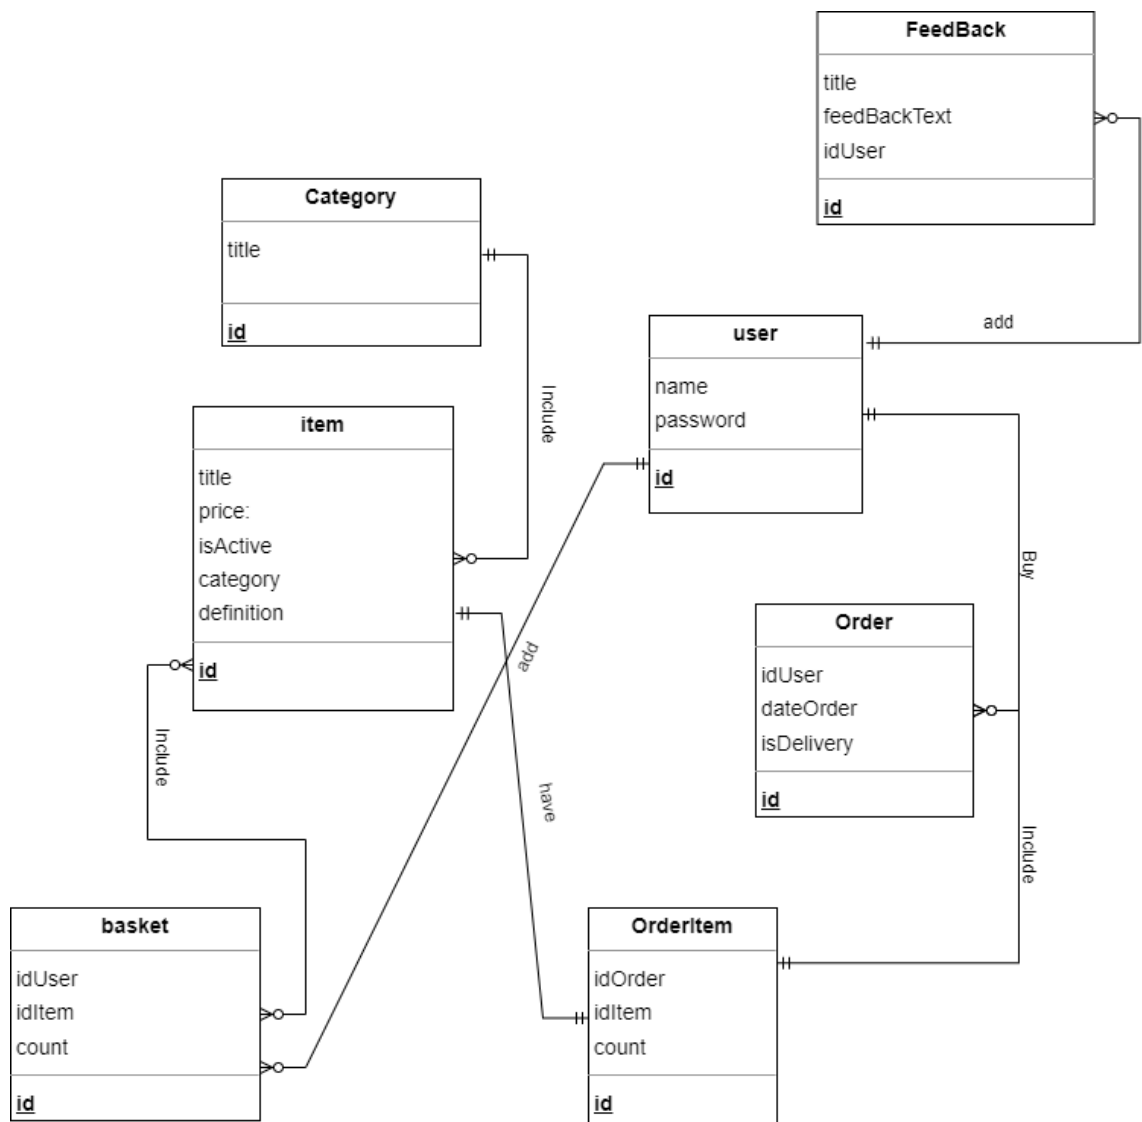 FeedBack
title
feedBackText
idUser
id
Category
title
id
add
user
name
password
id
Include
item
title
price:
isActive
category
definition
id
Buy
Order
idUser
dateOrder
isDelivery
id
add
Include
have
Include
basket
idUser
idItem
count
id
OrderItem
idOrder
idItem
count
id